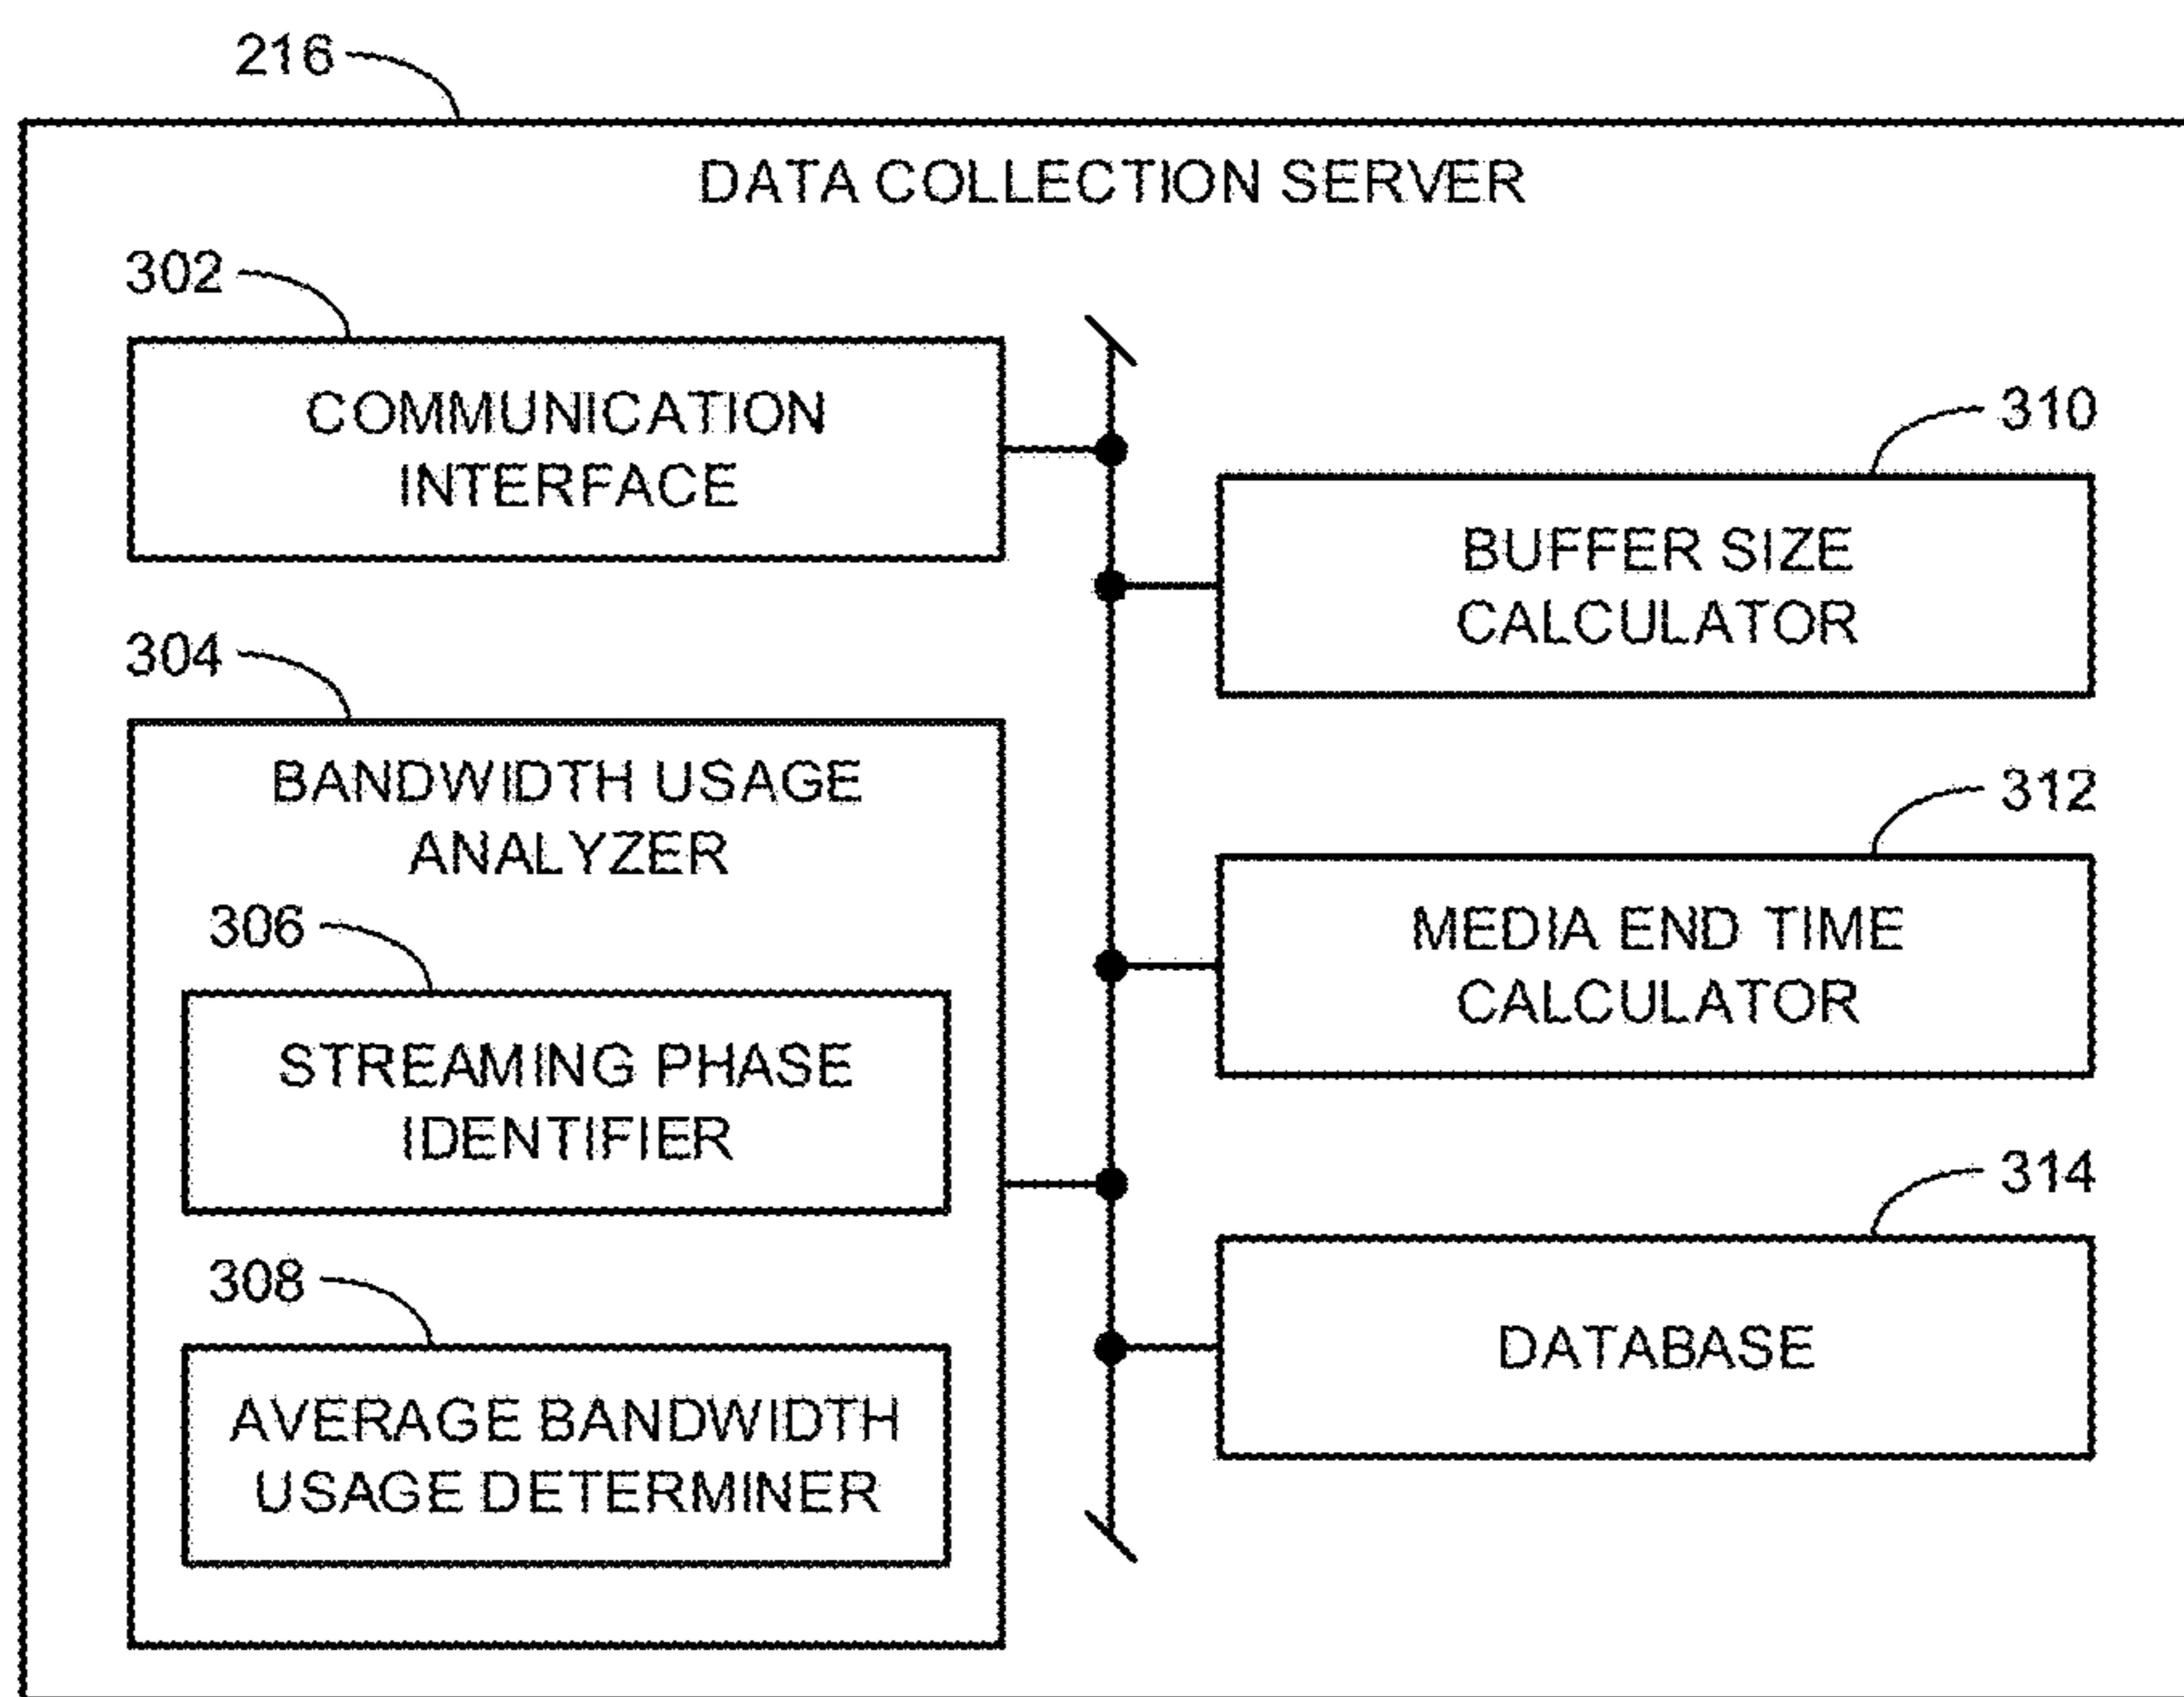 216
DATA COLLECTION SERVER
302
COMMUNICATION
INTERFACE
304
BANDWIDTH USAGE
ANALYZER
306
STREAMING PHASE
IDENTIFIER
308
AVERAGE BANDWIDTH
USAGE DETERMINER
310
BUFFER SIZE
CALCULATOR
312
MEDIA END TIME
CALCULATOR
314
DATABASE